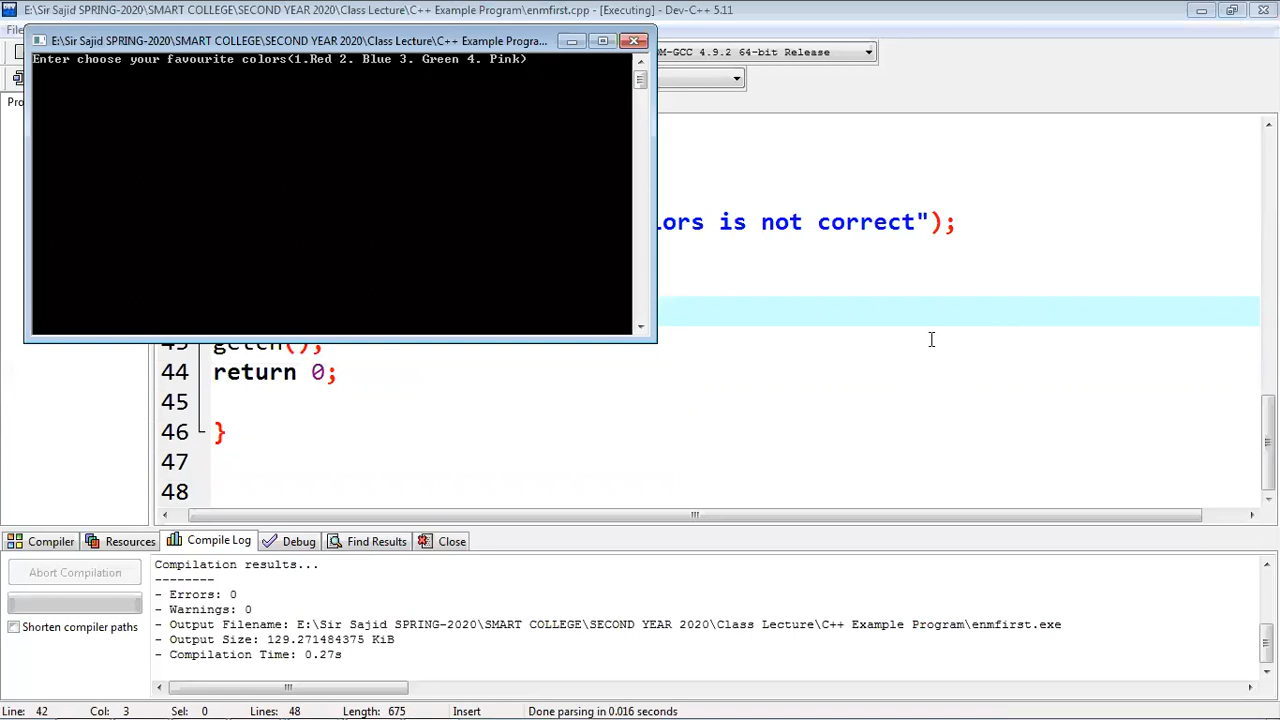 E:\Sir Sajid SPRING-2020\SMART COLLEGE\SECOND YEAR 2020\Class Lecture\C++ Example Program\enmfirst.cpp - [Executing] - Dev-C++ 5.11
E:\Sir Sajid SPRING-2020\SMART COLLEGE\SECOND YEAR 2020\Class Lecture\C++ Example Progra...
Enter choose your favourite colors(1.Red 2. Blue 3. Green 4. Pink)
M-GCC 4.9.2 64-bit Release
ors is not correct");
getch();
44 return 0;
45
46 }
47
48
Compiler Resources Compile Log Debug Find Results Close
Abort Compilation
Shorten compiler paths
Compilation results...
--------
- Errors: 0
- Warnings: 0
- Output Filename: E:\Sir Sajid SPRING-2020\SMART COLLEGE\SECOND YEAR 2020\Class Lecture\C++ Example Program\enmfirst.exe
- Output Size: 129.271484375 KiB
- Compilation Time: 0.27s
Line: 42 Col: 3 Sel: 0 Lines: 48 Length: 675 Insert Done parsing in 0.016 seconds